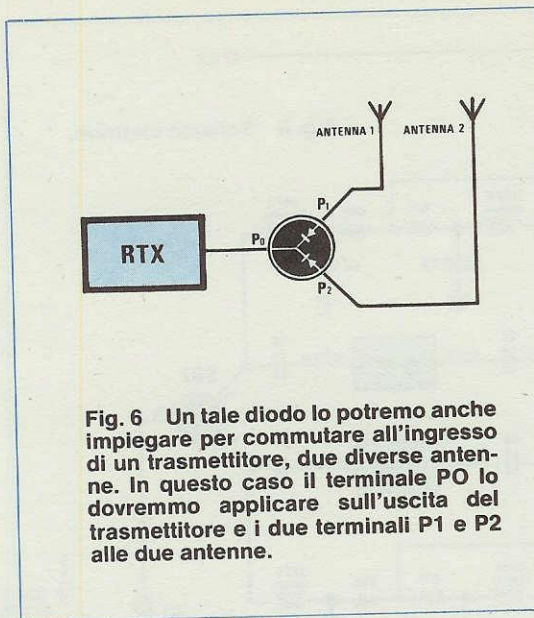 ANTENNA 1 ANTENNA 2
P1
P0
RTX
P2
Fig. 6 Un tale diodo lo potremo anche
impiegare per commutare all'ingresso
di un trasmettitore, due diverse anten-
ne. In questo caso il terminale PO lo
dovremmo applicare sull'uscita del
trasmettitore e i due terminali P1 e P2
alle due antenne.